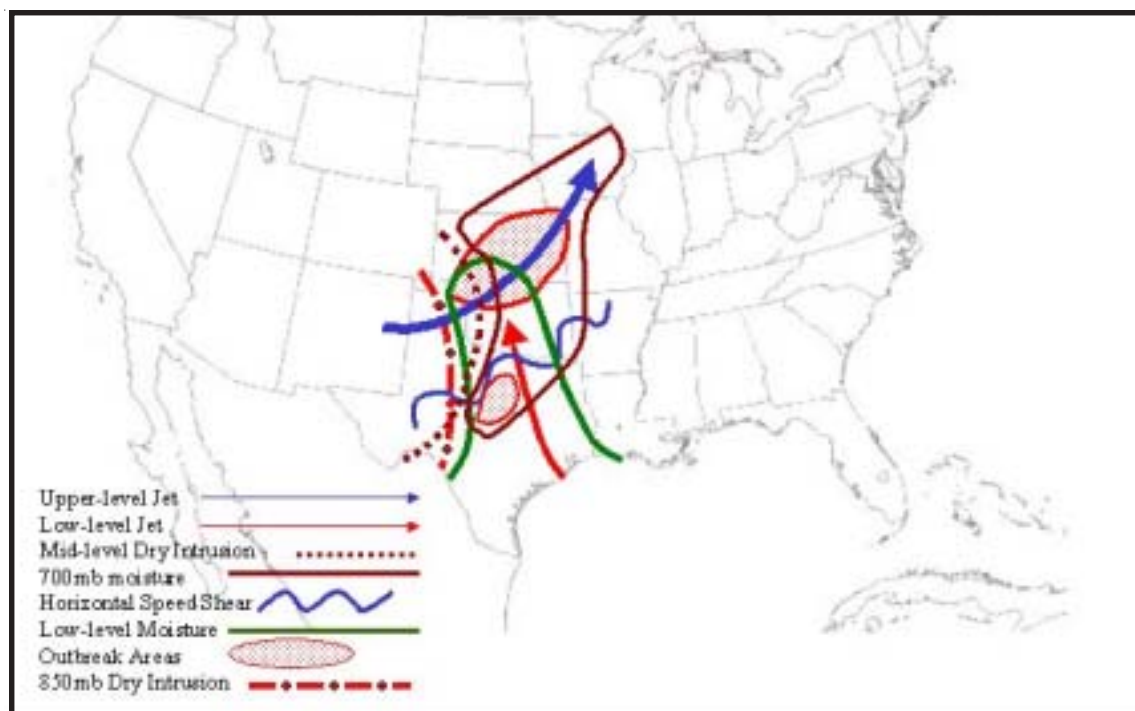 Upper-level Jet
Low-level Jet
Mid-level Dry Intrusion
700mb moisture
Horizontal Speed Shear
Low-level Moisture
Outbreak Areas
850mb Dry Intrusion